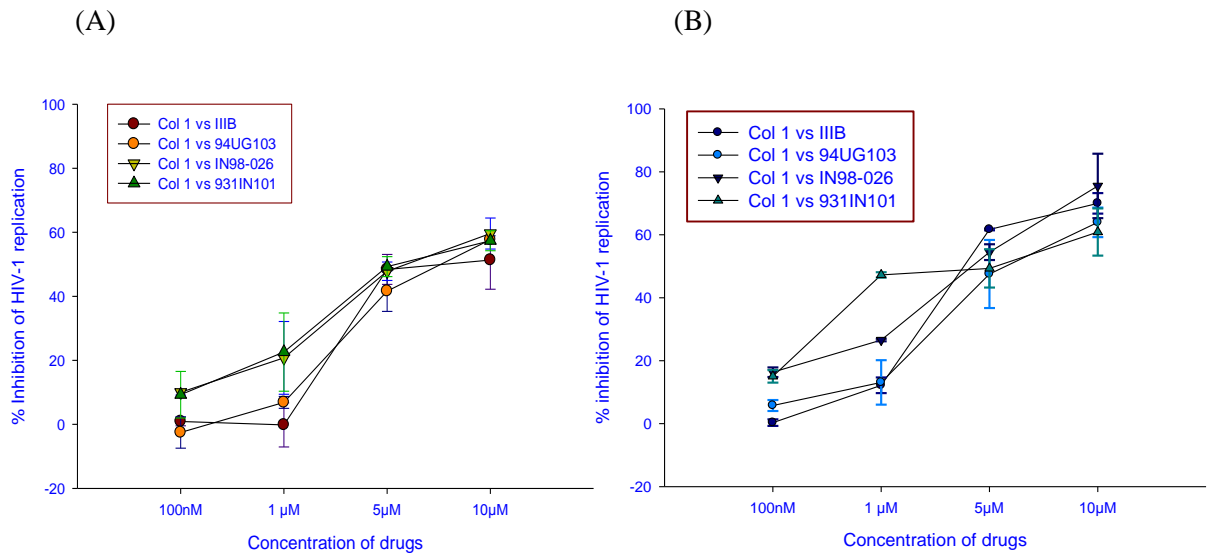 (A)
(B)
% Inhibition of HIV-1 replication
100
80
60
40
20
0
-20
Col 1 vs IIIB
Col 1 vs 94UG103
Col 1 vs IN98-026
Col 1 vs 931IN101
100nM
1 µM
5µM
10µM
Concentration of drugs
% inhibition of HIV-1 replication
100
80
60
40
20
0
-20
Col 1 vs IIIB
Col 1 vs 94UG103
Col 1 vs IN98-026
Col 1 vs 931IN101
100nM
1 µM
5µM
10µM
Concentration of drugs